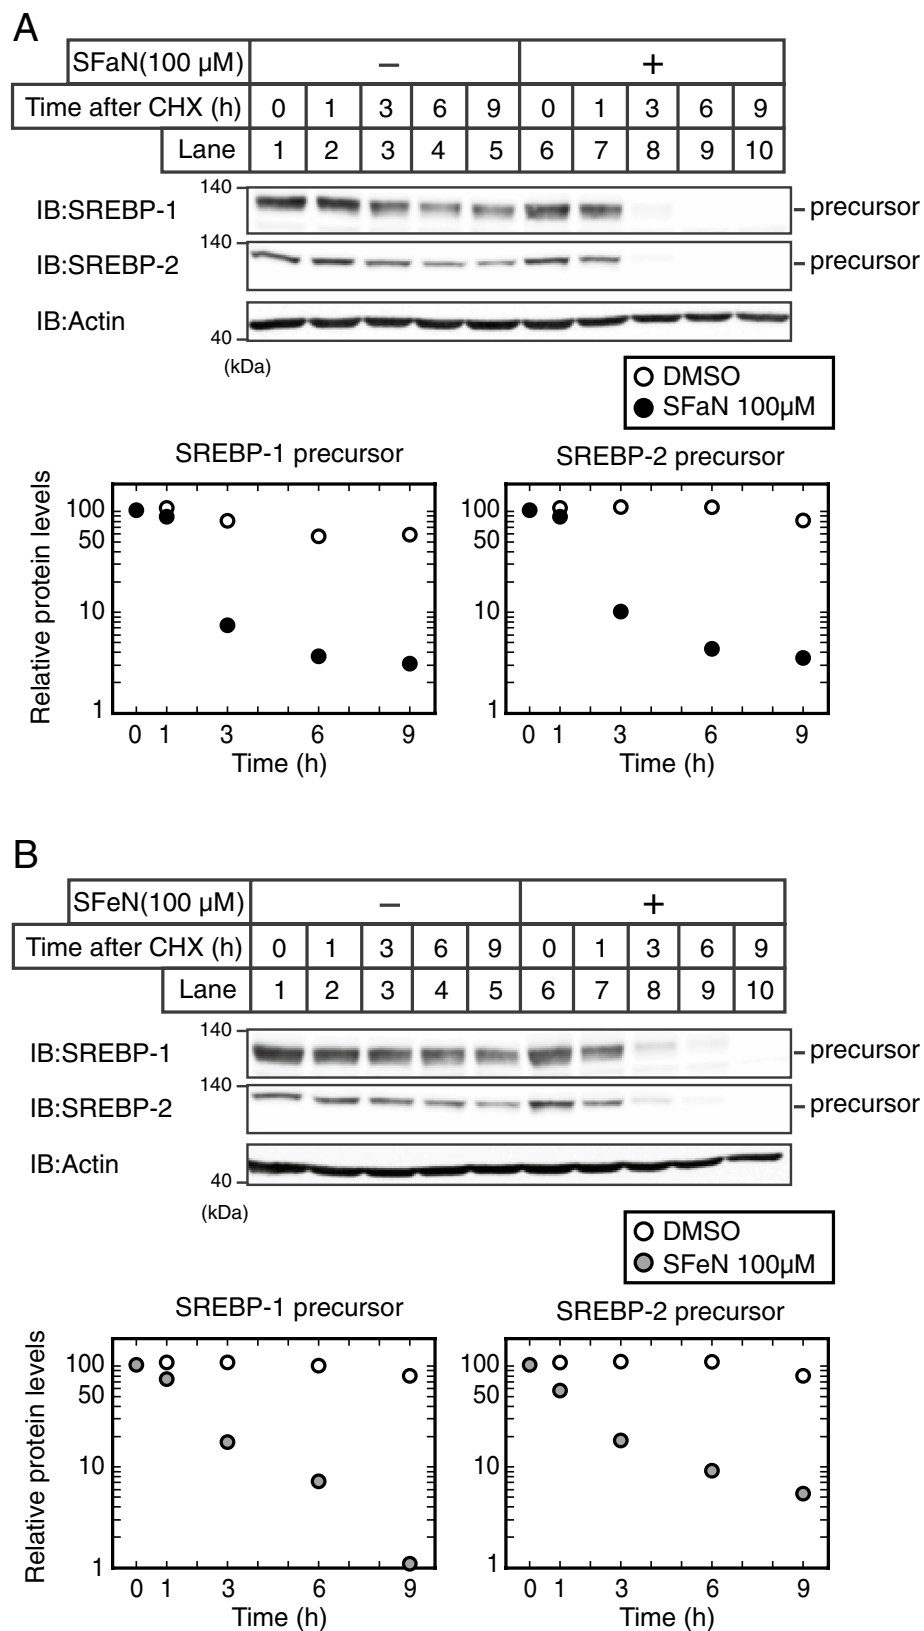 A
SFaN(100 µM) − +
Time after CHX (h) 0 1 3 6 9 0 1 3 6 9
Lane 1 2 3 4 5 6 7 8 9 10
140
IB:SREBP-1 precursor
140
IB:SREBP-2 precursor
IB:Actin
40
(kDa)
DMSO
SFaN 100µM
SREBP-1 precursor SREBP-2 precursor
Relative protein levels
100 100
50 50
10 10
1 1
0 1 3 6 9 0 1 3 6 9
Time (h) Time (h)
B
SFeN(100 µM) − +
Time after CHX (h) 0 1 3 6 9 0 1 3 6 9
Lane 1 2 3 4 5 6 7 8 9 10
140
IB:SREBP-1 precursor
140
IB:SREBP-2 precursor
IB:Actin
40
(kDa)
DMSO
SFeN 100µM
SREBP-1 precursor SREBP-2 precursor
Relative protein levels
100 100
50 50
10 10
1 1
0 1 3 6 9 0 1 3 6 9
Time (h) Time (h)